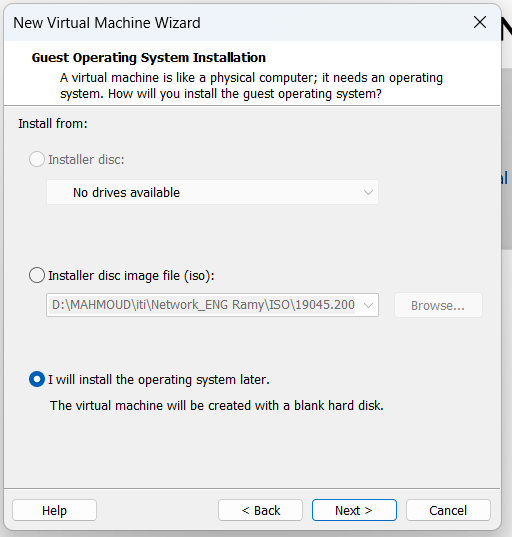 New Virtual Machine Wizard
Guest Operating System Installation
A virtual machine is like a physical computer; it needs an operating
system. How will you install the guest operating system?
Install from:
Installer disc:
No drives available
Installer disc image file (iso):
D:\MAHMOUD\iti\Network_ENG Ramy\ISO\19045.200
Browse...
I will install the operating system later.
The virtual machine will be created with a blank hard disk.
Help
< Back
Next >
Cancel